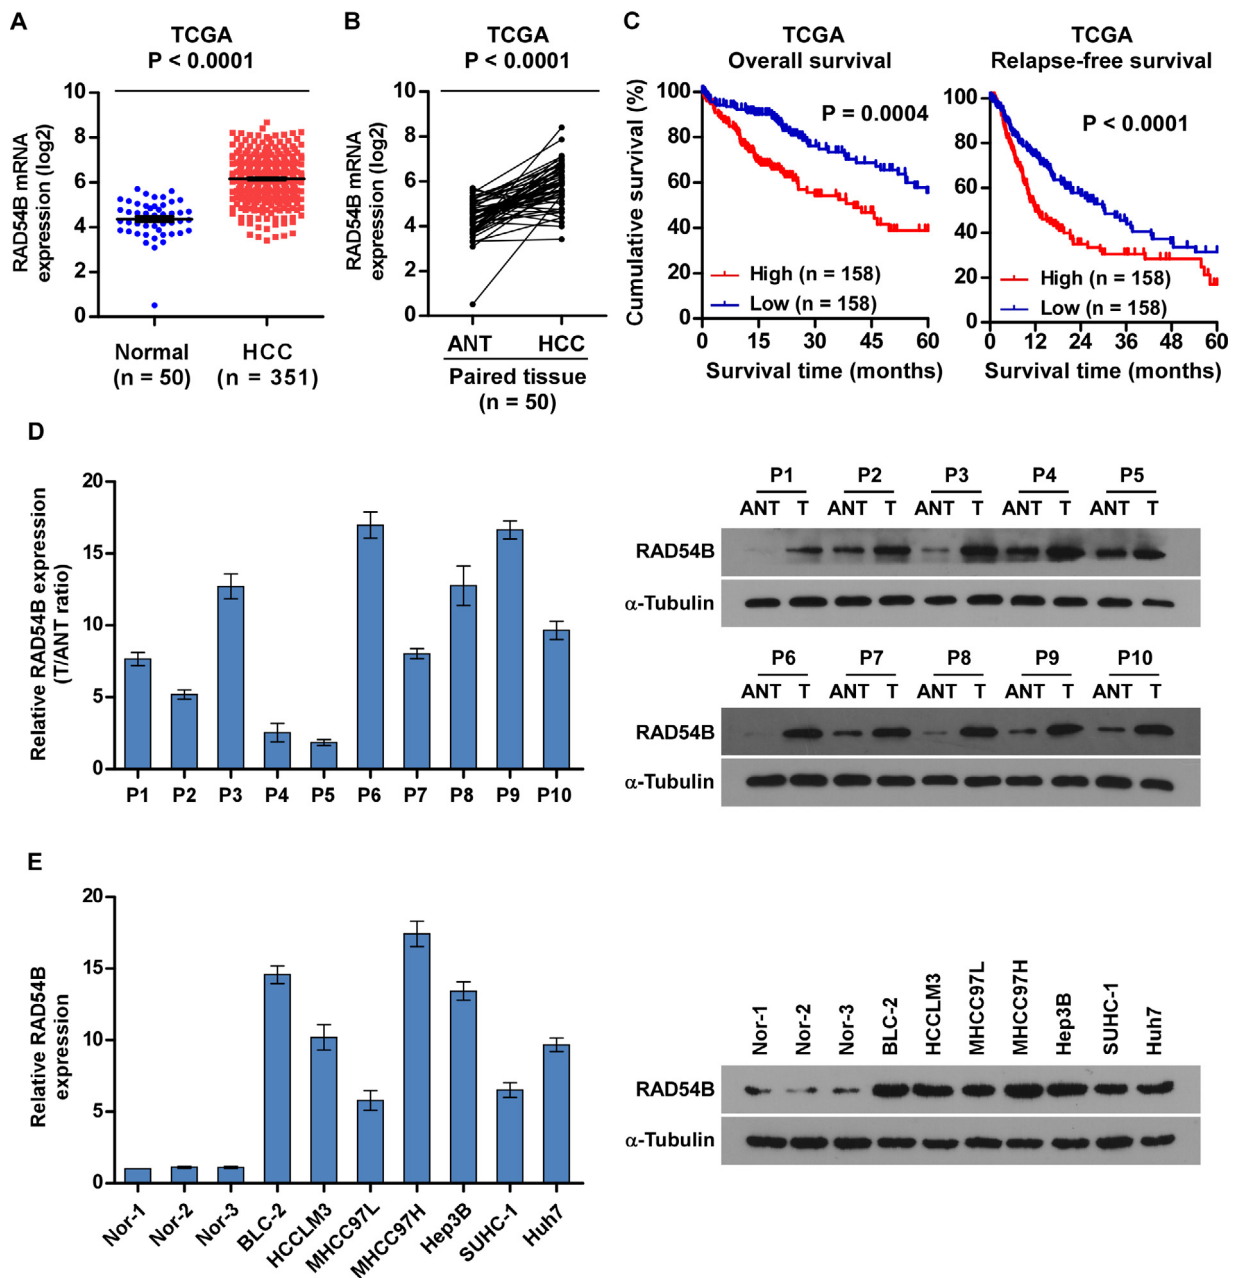 A
TCGA
P < 0.0001
RAD54B mRNA
expression (log2)
10
8
6
4
2
0
Normal
(n = 50)
HCC
(n = 351)
B
TCGA
P < 0.0001
RAD54B mRNA
expression (log2)
10
8
6
4
2
0
ANT HCC
Paired tissue
(n = 50)
C
TCGA
Overall survival
Cumulative survival (%)
100
80
60
40
20
0
P = 0.0004
High (n = 158)
Low (n = 158)
0 15 30 45 60
Survival time (months)
TCGA
Relapse-free survival
100
80
60
40
20
0
P < 0.0001
High (n = 158)
Low (n = 158)
0 12 24 36 48 60
Survival time (months)
D
Relative RAD54B expression
(T/ANT ratio)
20
15
10
5
0
P1 P2 P3 P4 P5 P6 P7 P8 P9 P10
P1 P2 P3 P4 P5
ANT T ANT T ANT T ANT T ANT T
RAD54B
α-Tubulin
P6 P7 P8 P9 P10
ANT T ANT T ANT T ANT T ANT T
RAD54B
α-Tubulin
E
Relative RAD54B
expression
20
15
10
5
0
Nor-1 Nor-2 Nor-3 BLC-2 HCCLM3 MHCC97L MHCC97H Hep3B SUHC-1 Huh7
Nor-1 Nor-2 Nor-3 BLC-2 HCCLM3 MHCC97L MHCC97H Hep3B SUHC-1 Huh7
RAD54B
α-Tubulin